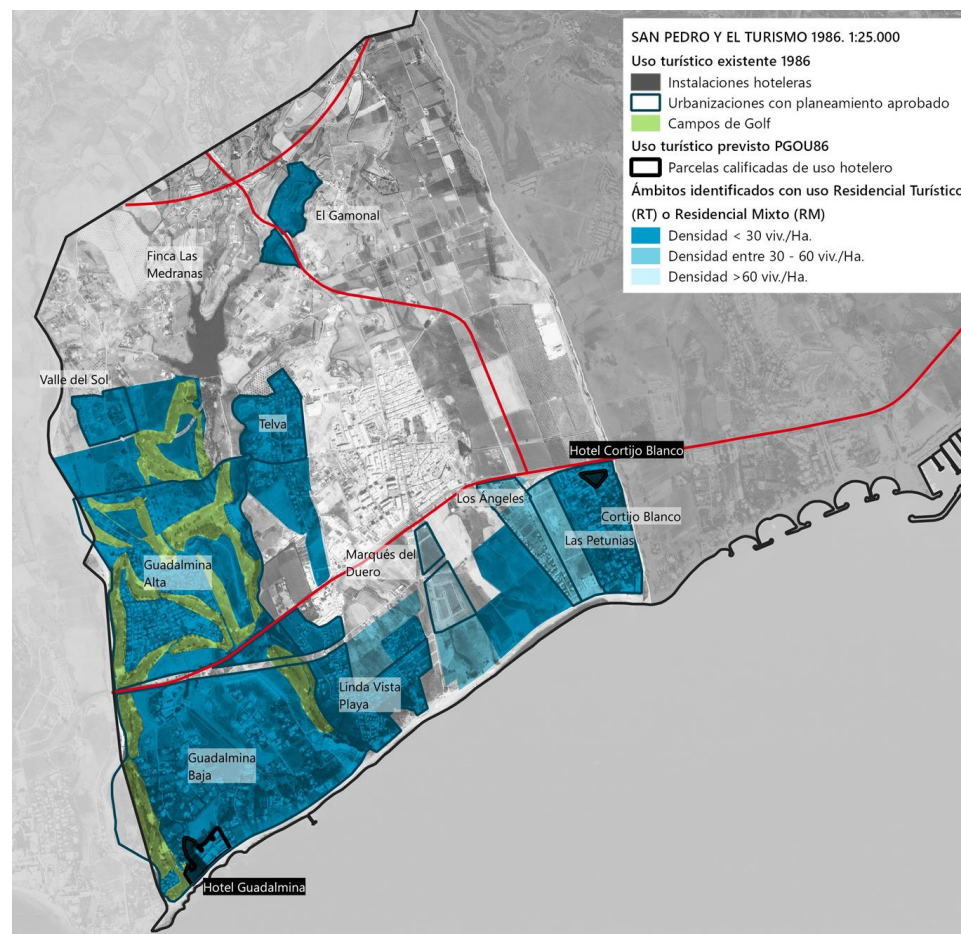 SAN PEDRO Y EL TURISMO 1986. 1:25.000
Uso turístico existente 1986
Instalaciones hoteleras
Urbanizaciones con planeamiento aprobado
Campos de Golf
Uso turístico previsto PGOU86
Parcelas calificadas de uso hotelero
Ámbitos identificados con uso Residencial Turístico
(RT) o Residencial Mixto (RM)
Densidad < 30 viv./Ha.
Densidad entre 30 - 60 viv./Ha.
Densidad >60 viv./Ha.
El Gamonal
Finca Las
Medranas
Valle del Sol
Telva
Hotel Cortijo Blanco
Los Ángeles
Cortijo Blanco
Las Petunias
Marqués del
Duero
Guadalmina
Alta
Linda Vista
Playa
Guadalmina
Baja
Hotel Guadalmina